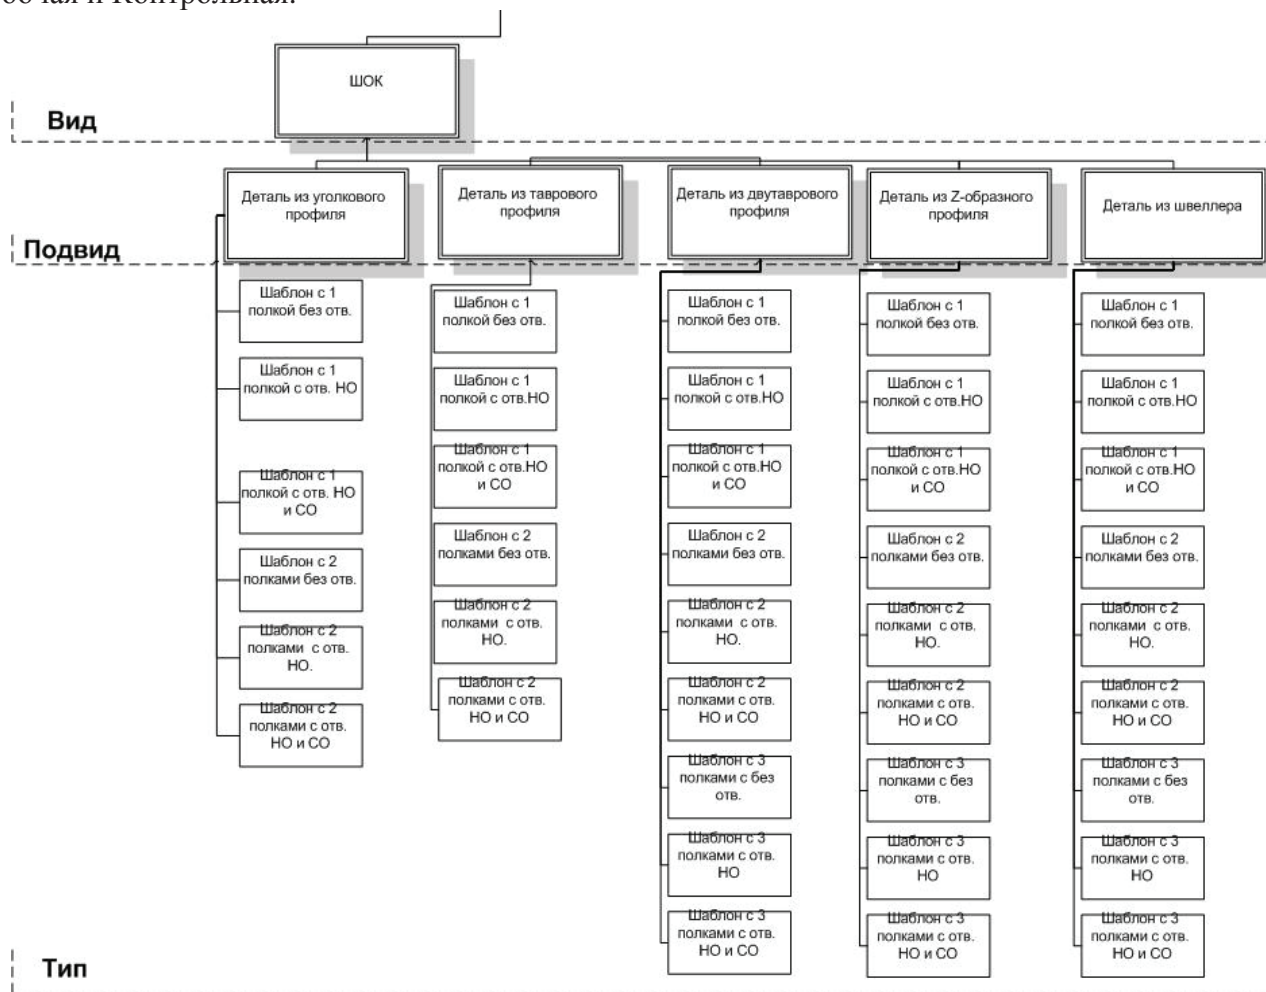 и Контрольная.
ШОК
Вид
Деталь из уголкового
профиля
Деталь из таврового
профиля
Деталь из двутаврового
профиля
Деталь из Z-образного
профиля
Деталь из швеллера
Подвид
Шаблон с 1
полкой без отв.
Шаблон с 1
полкой с отв. НО
Шаблон с 1
полкой с отв. НО
и СО
Шаблон с 2
полками без отв.
Шаблон с 2
полками с отв.
НО.
Шаблон с 2
полками с отв.
НО и СО
Шаблон с 1
полкой без отв.
Шаблон с 1
полкой с отв.НО
Шаблон с 1
полкой с отв.НО
и СО
Шаблон с 2
полками без отв.
Шаблон с 2
полками с отв.
НО.
Шаблон с 2
полками с отв.
НО и СО
Шаблон с 1
полкой без отв.
Шаблон с 1
полкой с отв.НО
Шаблон с 1
полкой с отв.НО
и СО
Шаблон с 2
полками без отв.
Шаблон с 2
полками с отв.
НО.
Шаблон с 2
полками с отв.
НО и СО
Шаблон с 3
полками с без
отв.
Шаблон с 3
полками с отв.
НО
Шаблон с 3
полками с отв.
НО и СО
Шаблон с 1
полкой без отв.
Шаблон с 1
полкой с отв.НО
Шаблон с 1
полкой с отв.НО
и СО
Шаблон с 2
полками без отв.
Шаблон с 2
полками с отв.
НО.
Шаблон с 2
полками с отв.
НО и СО
Шаблон с 3
полками с без
отв.
Шаблон с 3
полками с отв.
НО
Шаблон с 3
полками с отв.
НО и СО
Шаблон с 1
полкой без отв.
Шаблон с 1
полкой с отв.НО
Шаблон с 1
полкой с отв.НО
и СО
Шаблон с 2
полками без отв.
Шаблон с 2
полками с отв.
НО.
Шаблон с 2
полками с отв.
НО и СО
Шаблон с 3
полками с без
отв.
Шаблон с 3
полками с отв.
НО
Шаблон с 3
полками с отв.
НО и СО
Тип